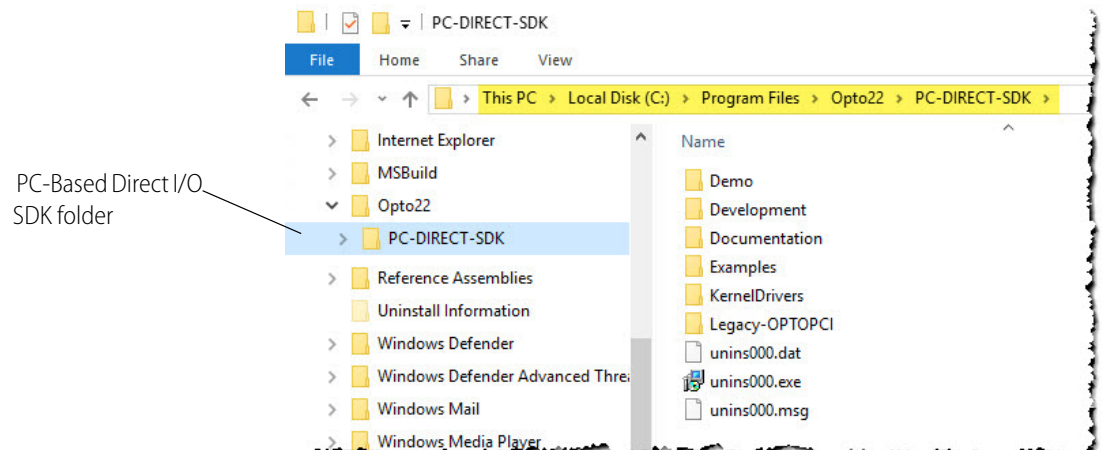 PC-DIRECT-SDK
File Home Share View
This PC > Local Disk (C:) > Program Files > Opto22 > PC-DIRECT-SDK >
PC-Based Direct I/O
SDK folder
Internet Explorer
MSBuild
Opto22
PC-DIRECT-SDK
Reference Assemblies
Uninstall Information
Windows Defender
Windows Defender Advanced Threa
Windows Mail
Windows Media Player
Name
Demo
Development
Documentation
Examples
KernelDrivers
Legacy-OPTOPCI
unins000.dat
unins000.exe
unins000.msg